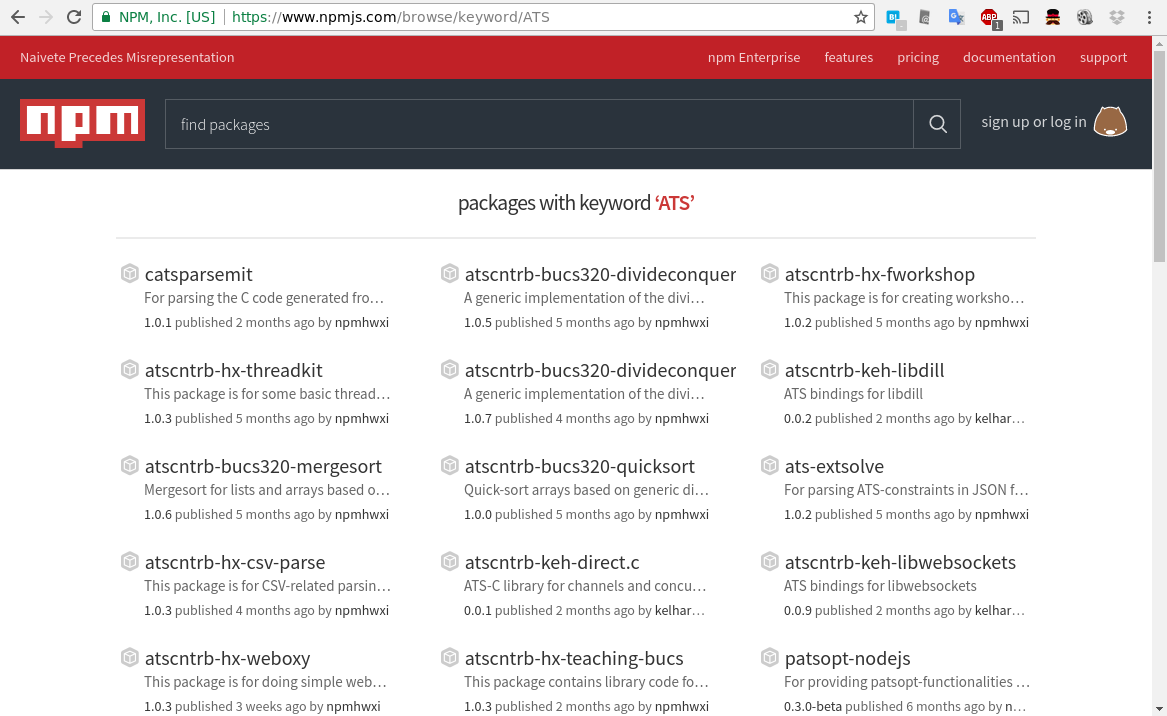 NPM, Inc. [US] https://www.npmjs.com/browse/keyword/ATS
ABP
1
Naivete Precedes Misrepresentation
npm Enterprise features pricing documentation support
npm
find packages
sign up or log in
packages with keyword ‘ATS’
catsparsemit
For parsing the C code generated fro…
1.0.1 published 2 months ago by npmhwxi
atscntrb-bucs320-divideconquer
A generic implementation of the divi…
1.0.5 published 5 months ago by npmhwxi
atscntrb-hx-fworkshop
This package is for creating worksho…
1.0.2 published 5 months ago by npmhwxi
atscntrb-hx-threadkit
This package is for some basic thread…
1.0.3 published 5 months ago by npmhwxi
atscntrb-bucs320-divideconquer
A generic implementation of the divi…
1.0.7 published 4 months ago by npmhwxi
atscntrb-keh-libdill
ATS bindings for libdill
0.0.2 published 2 months ago by kelhar…
atscntrb-bucs320-mergesort
Mergesort for lists and arrays based o…
1.0.6 published 5 months ago by npmhwxi
atscntrb-bucs320-quicksort
Quick-sort arrays based on generic di…
1.0.0 published 5 months ago by npmhwxi
ats-extsolve
For parsing ATS-constraints in JSON f…
1.0.2 published 5 months ago by npmhwxi
atscntrb-hx-csv-parse
This package is for CSV-related parsin…
1.0.3 published 4 months ago by npmhwxi
atscntrb-keh-direct.c
ATS-C library for channels and concu…
0.0.1 published 2 months ago by kelhar…
atscntrb-keh-libwebsockets
ATS bindings for libwebsockets
0.0.9 published 2 months ago by kelhar…
atscntrb-hx-weboxy
This package is for doing simple web…
1.0.3 published 3 weeks ago by npmhwxi
atscntrb-hx-teaching-bucs
This package contains library code fo…
1.0.3 published 2 months ago by npmhwxi
patsopt-nodejs
For providing patsopt-functionalities …
0.3.0-beta published 6 months ago by n…